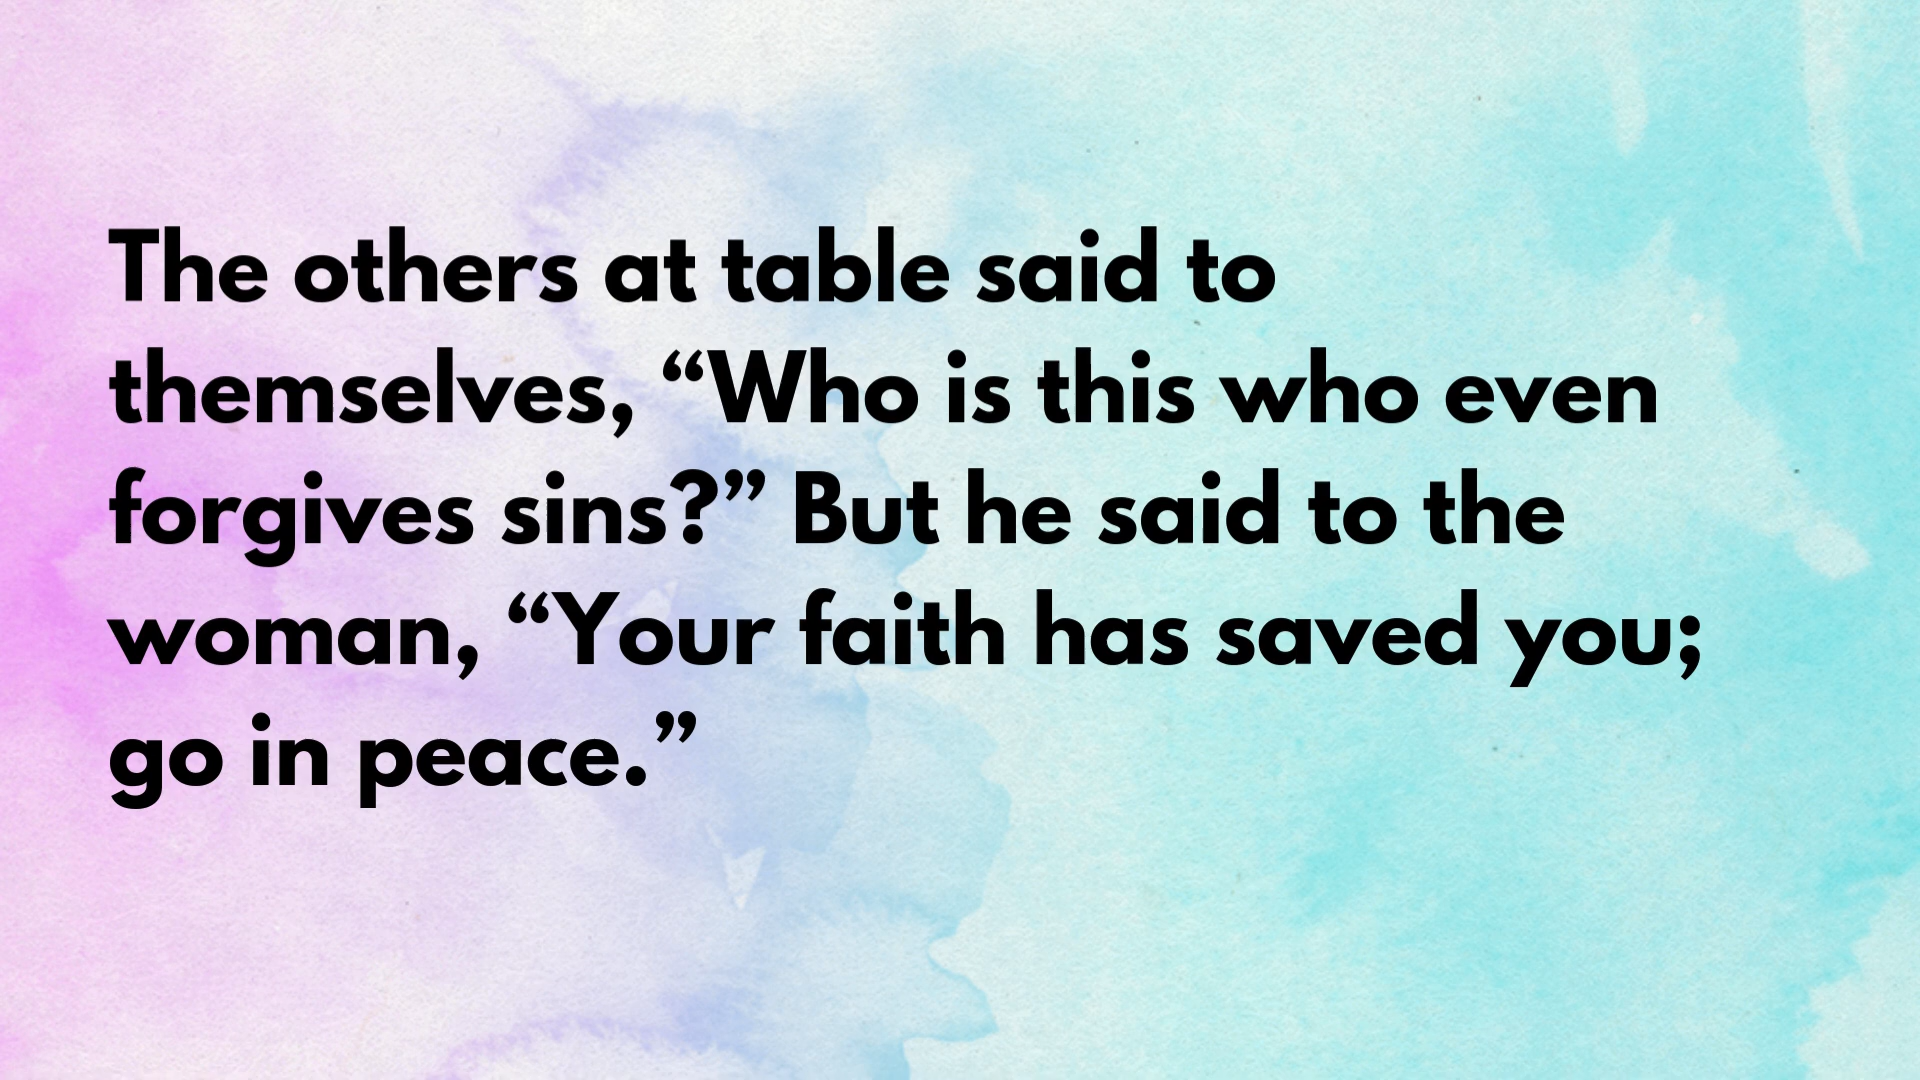 The others at table said to
themselves, “Who is this who even
forgives sins?” But he said to the
woman, “Your faith has saved you;
go in peace.”